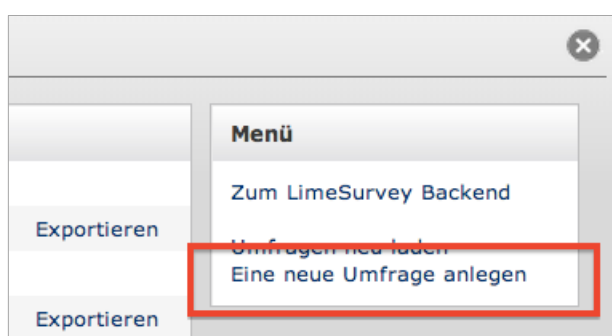 Menü
Zum LimeSurvey Backend
Exportieren
Umfragen neu laden
Eine neue Umfrage anlegen
Exportieren